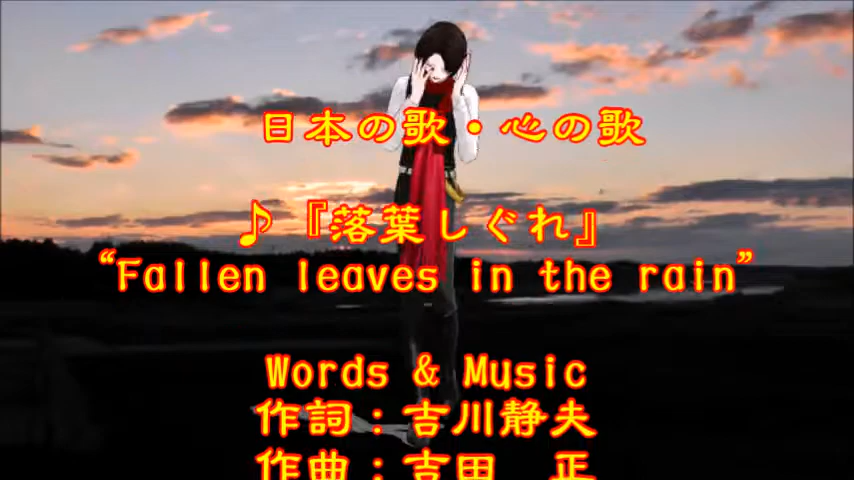 日本の歌・心の歌
♪『落葉しぐれ』
“Fallen leaves in the rain”
Words & Music
作詞：吉川静夫
作曲：吉田　正